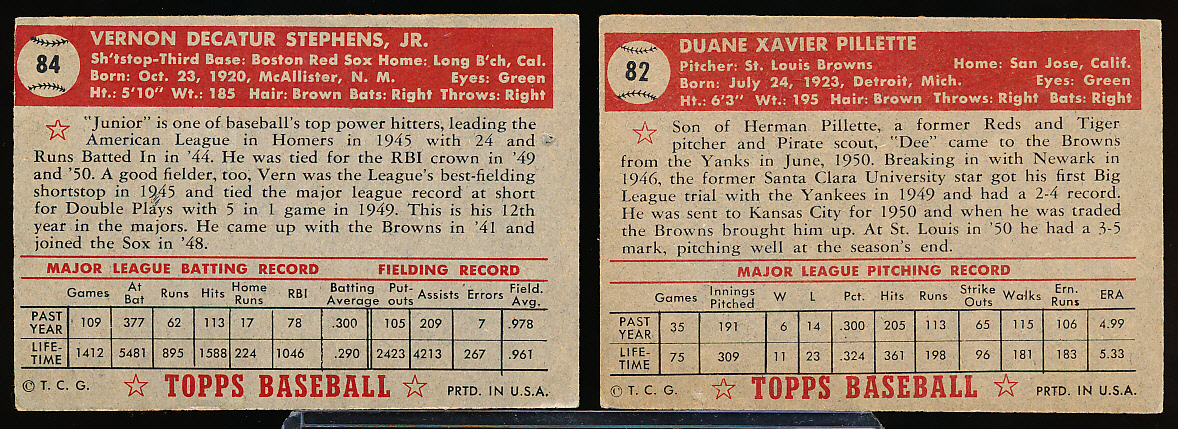 84
VERNON DECATUR STEPHENS, JR.
Sh'tstop-Third Base: Boston Red Sox Home: Long B'ch, Cal.
Born: Oct. 23, 1920, McAllister, N. M. Eyes: Green
Ht.: 5'10" Wt.: 185 Hair: Brown Bats: Right Throws: Right
"Junior" is one of baseball's top power hitters, leading the
American League in Homers in 1945 with 24 and
Runs Batted In in '44. He was tied for the RBI crown in '49
and '50. A good fielder, too, Vern was the League's best-fielding
shortstop in 1945 and tied the major league record at short
for Double Plays with 5 in 1 game in 1949. This is his 12th
year in the majors. He came up with the Browns in '41 and
joined the Sox in '48.
MAJOR LEAGUE BATTING RECORD FIELDING RECORD
Games At Bat Runs Hits Home Runs RBI Batting Average Put-outs Assists Errors Field. Avg.
PAST YEAR 109 377 62 113 17 78 .300 105 209 7 .978
LIFE-TIME 1412 5481 895 1588 224 1046 .290 2423 4213 267 .961
© T. C. G. TOPPS BASEBALL PRTD. IN U.S.A.
82
DUANE XAVIER PILLETTE
Pitcher: St. Louis Browns Home: San Jose, Calif.
Born: July 24, 1923, Detroit, Mich. Eyes: Green
Ht.: 6'3" Wt.: 195 Hair: Brown Throws: Right Bats: Right
Son of Herman Pillette, a former Reds and Tiger
pitcher and Pirate scout, "Dee" came to the Browns
from the Yanks in June, 1950. Breaking in with Newark in
1946, the former Santa Clara University star got his first Big
League trial with the Yankees in 1949 and had a 2-4 record.
He was sent to Kansas City for 1950 and when he was traded
the Browns brought him up. At St. Louis in '50 he had a 3-5
mark, pitching well at the season's end.
MAJOR LEAGUE PITCHING RECORD
Games Innings Pitched W L Pct. Hits Runs Strike Outs Walks Ern. Runs ERA
PAST YEAR 35 191 6 14 .300 205 113 65 115 106 4.99
LIFE-TIME 75 309 11 23 .324 361 198 96 181 183 5.33
© T. C. G. TOPPS BASEBALL PRTD. IN U.S.A.